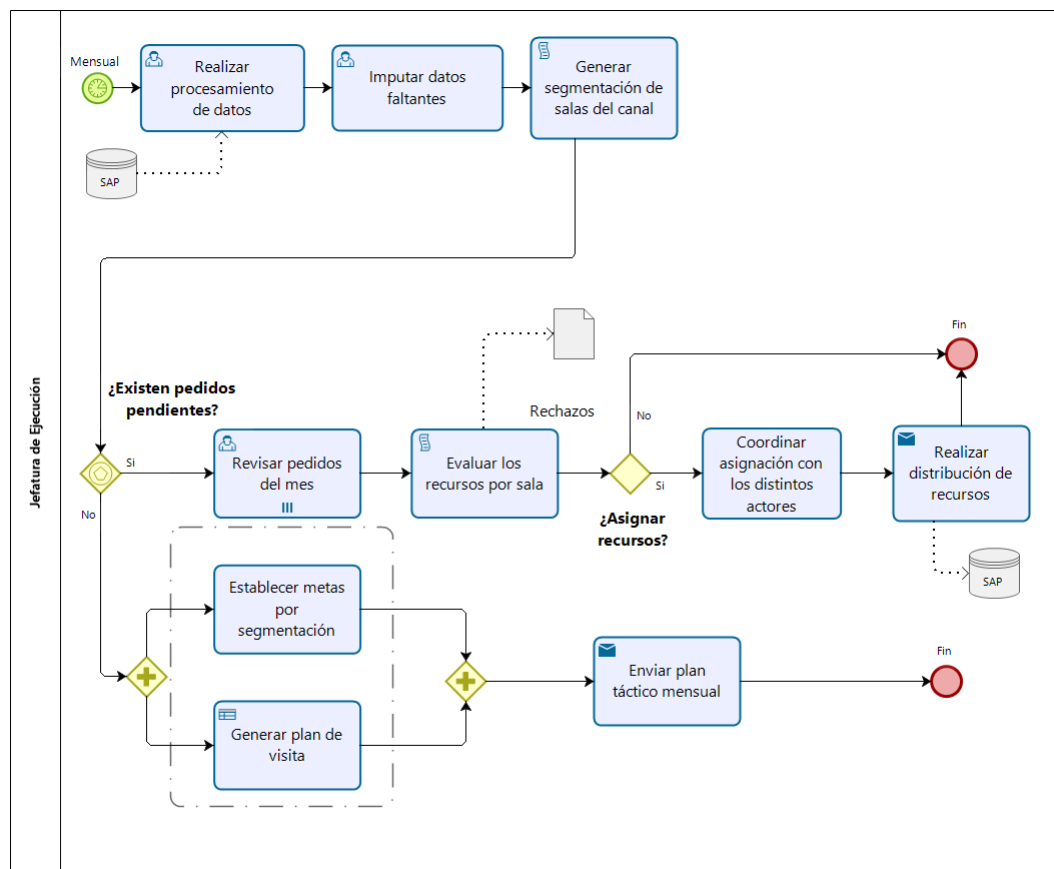 Jefatura de Ejecución
Mensual
Realizar
procesamiento
de datos
Imputar datos
faltantes
Generar
segmentación de
salas del canal
SAP
Fin
¿Existen pedidos
pendientes?
Rechazos
No
Si
Revisar pedidos
del mes
Evaluar los
recursos por sala
Si
Coordinar
asignación con
los distintos
actores
Realizar
distribución de
recursos
No
¿Asignar
recursos?
SAP
Establecer metas
por
segmentación
Enviar plan
táctico mensual
Fin
Generar plan de
visita